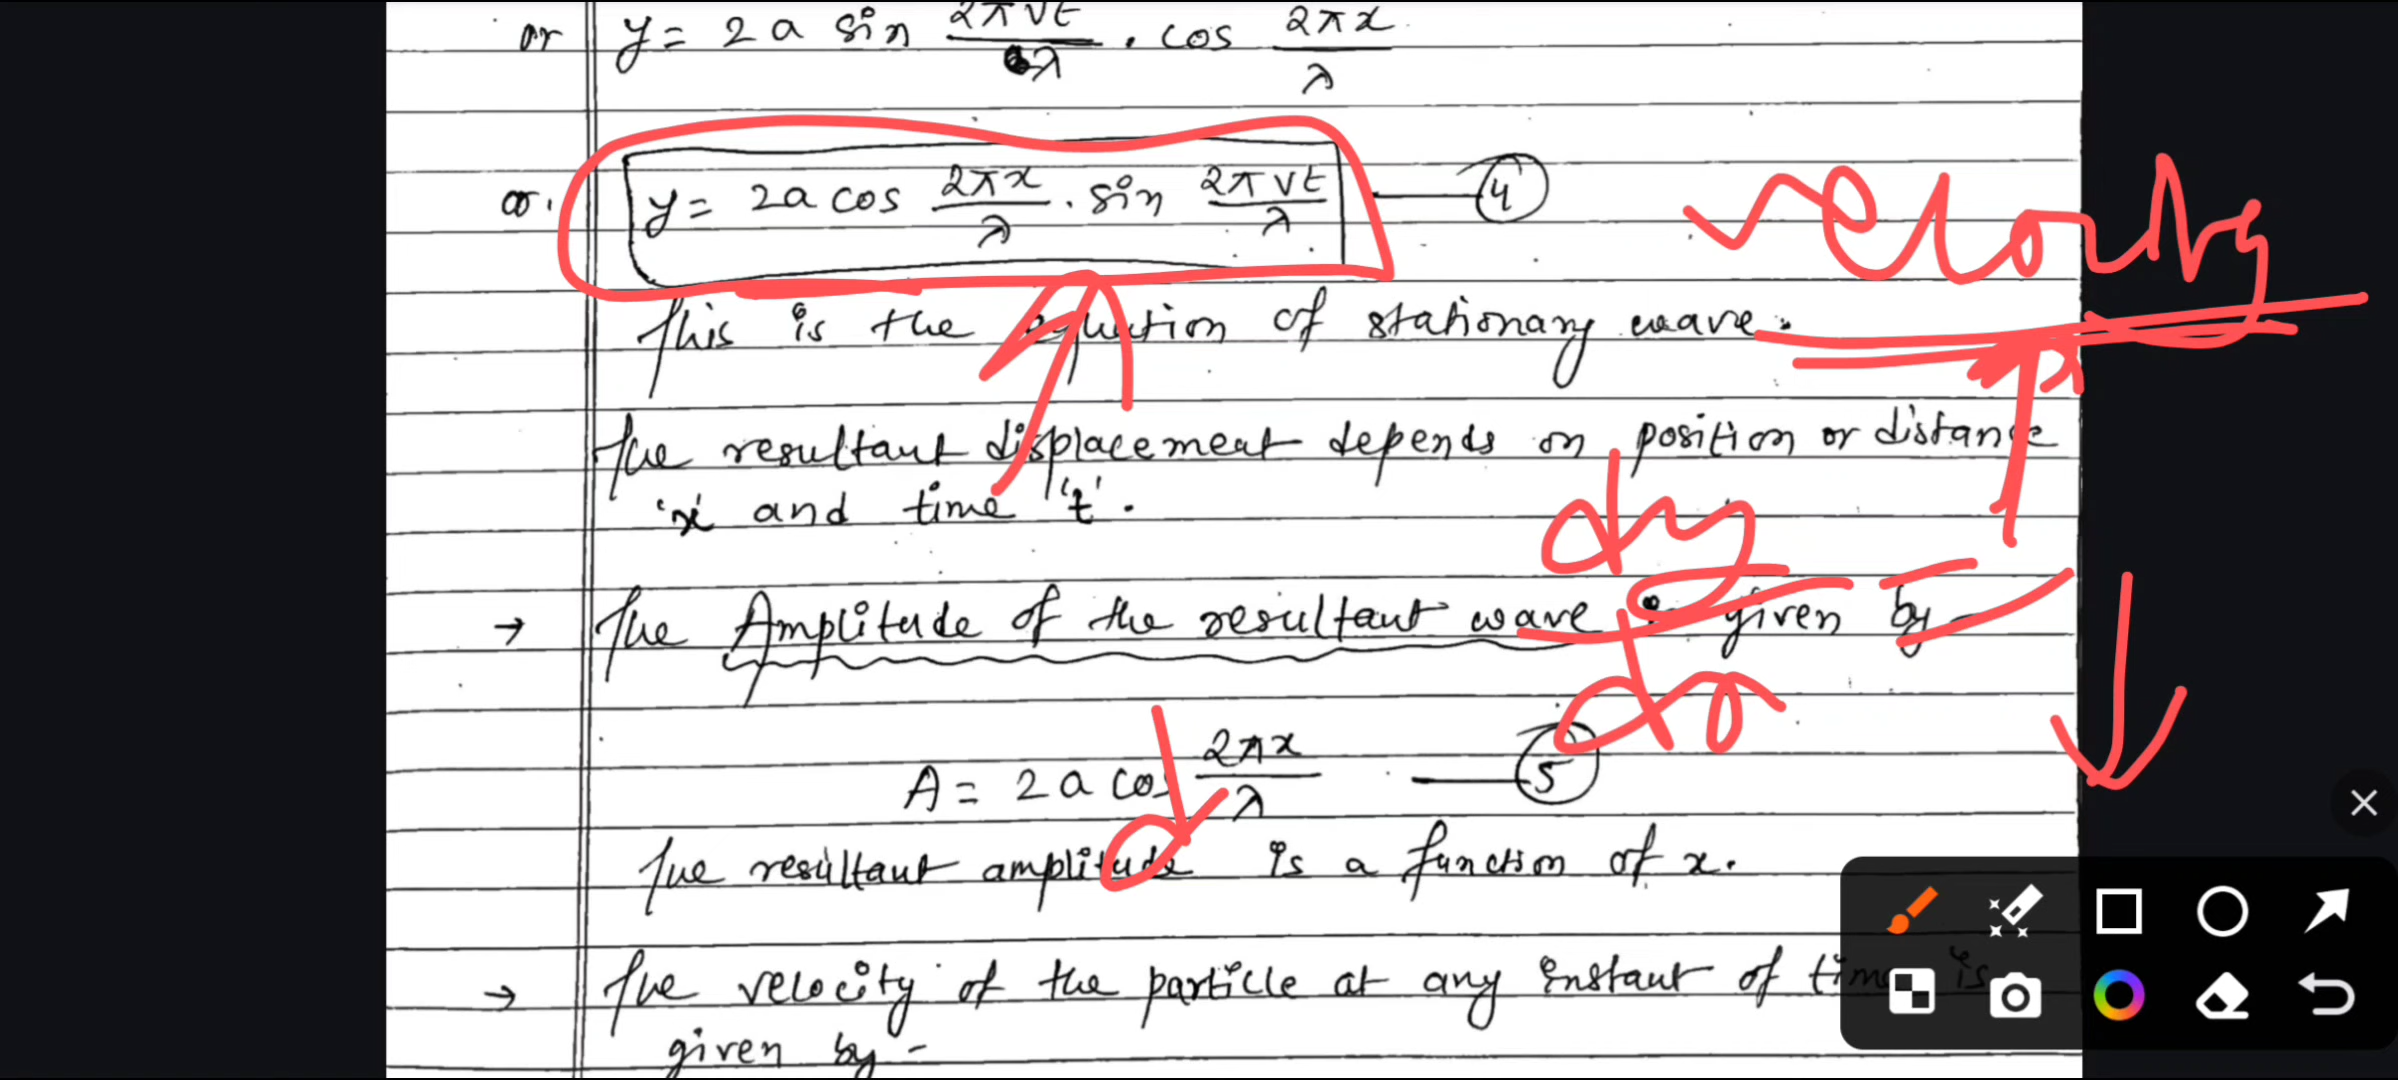 or y = 2a sin 2πvt/λ . cos 2πx/λ
or. y = 2a cos 2πx/λ . sin 2πvt/λ — 4
velocity
This is the equation of stationary wave.
The resultant displacement depends on position or distance
'x' and time 't'.
dy
→ The Amplitude of the resultant wave is given by —
A = 2a cos 2πx/λ — 5
The resultant amplitude is a function of x.
→ The velocity of the particle at any instant of time is
given by –